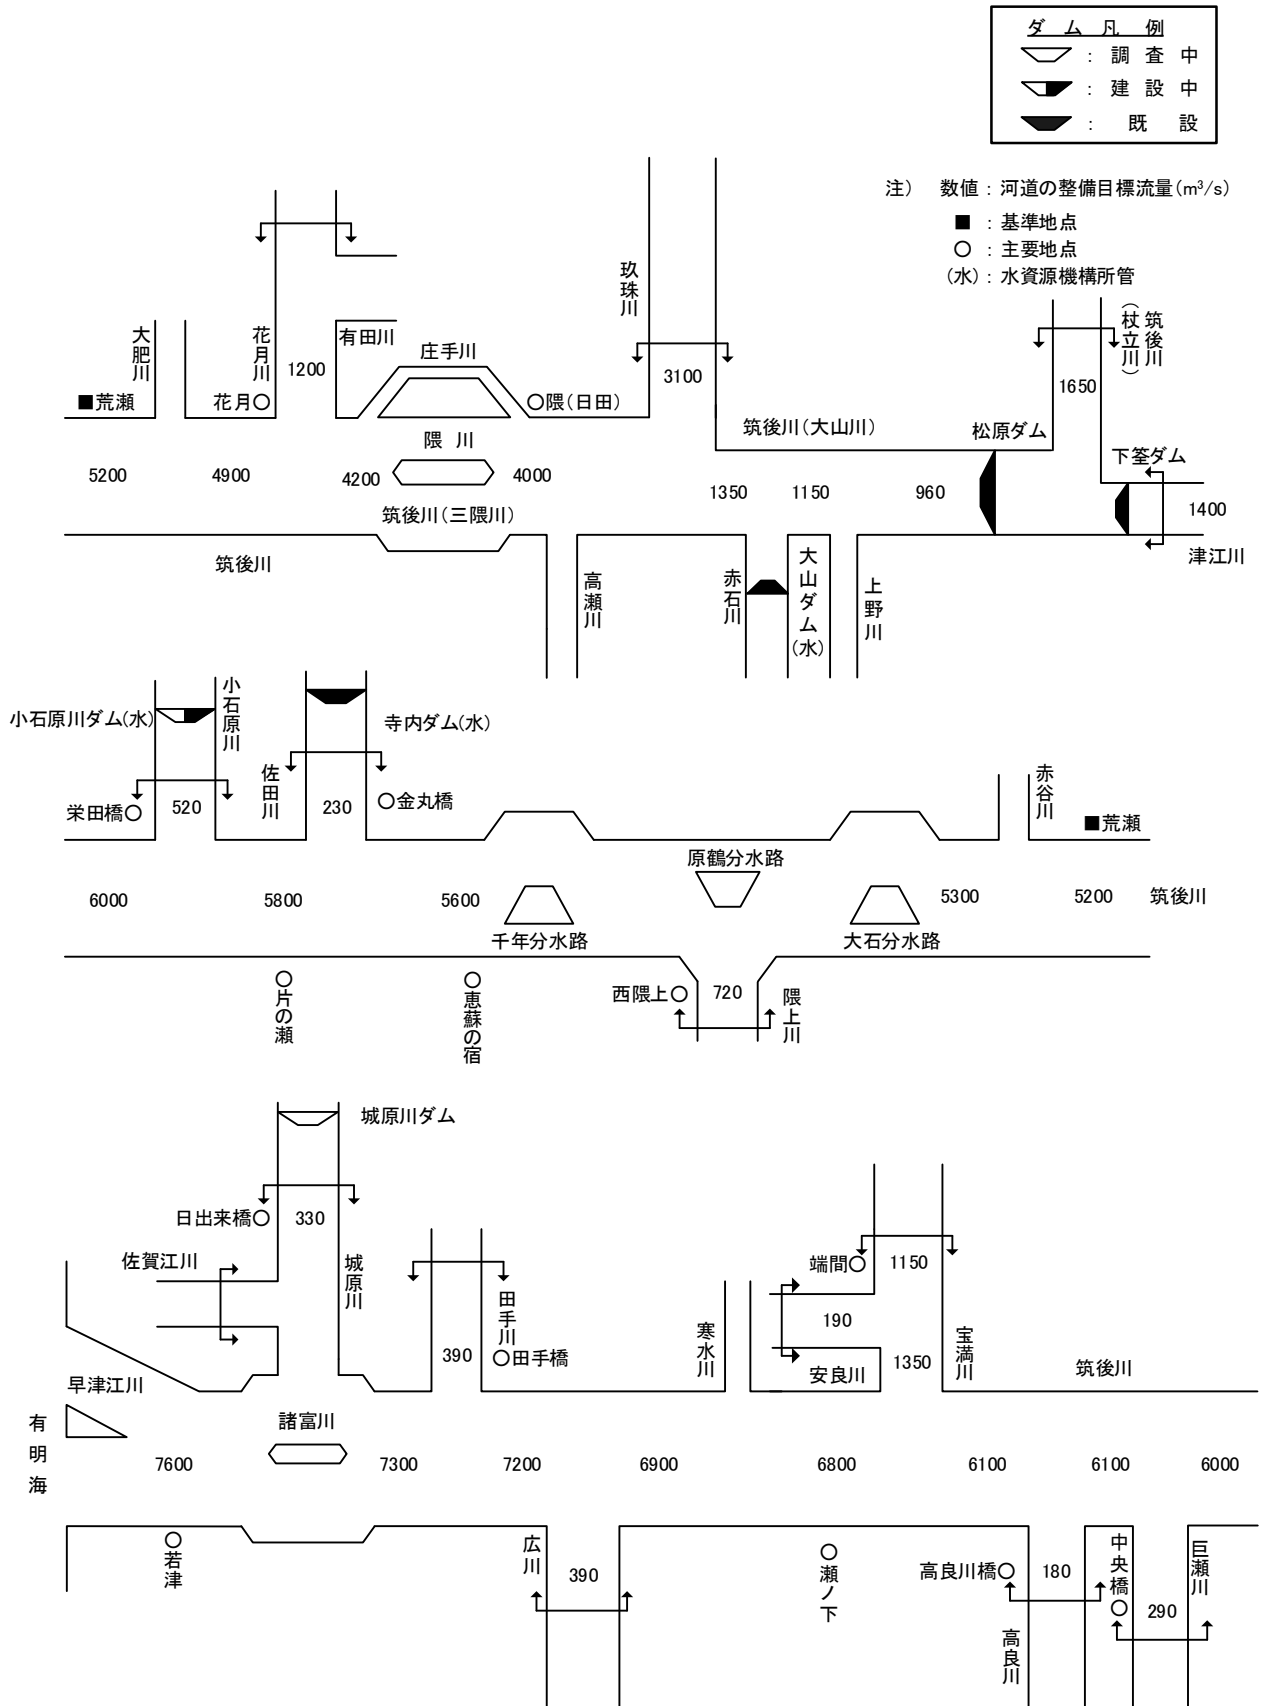 ダム凡例
：調査中
：建設中
：既設
注） 数値：河道の整備目標流量(m³/s)
■：基準地点
○：主要地点
(水)：水資源機構所管
大肥川
花月川
有田川
庄手川
玖珠川
筑後川
(杖立川)
■荒瀬
花月○
1200
○隈(日田)
3100
1650
隈川
筑後川(大山川)
松原ダム
下筌ダム
5200
4900
4200
4000
1350
1150
960
1400
筑後川(三隈川)
筑後川
津江川
高瀬川
赤石川
大山ダム(水)
上野川
小石原川ダム(水)
小石原川
寺内ダム(水)
佐田川
栄田橋○
520
230
○金丸橋
赤谷川
■荒瀬
原鶴分水路
6000
5800
5600
5300
5200
筑後川
千年分水路
大石分水路
○片の瀬
○恵蘇の宿
西隈上○
720
隈上川
城原川ダム
日出来橋○
330
佐賀江川
城原川
端間○
1150
田手川
390
○田手橋
寒水川
190
安良川
1350
宝満川
筑後川
早津江川
有明海
諸富川
7600
7300
7200
6900
6800
6100
6100
6000
○若津
広川
390
○瀬ノ下
高良川橋○
180
中央橋○
巨瀬川
290
高良川